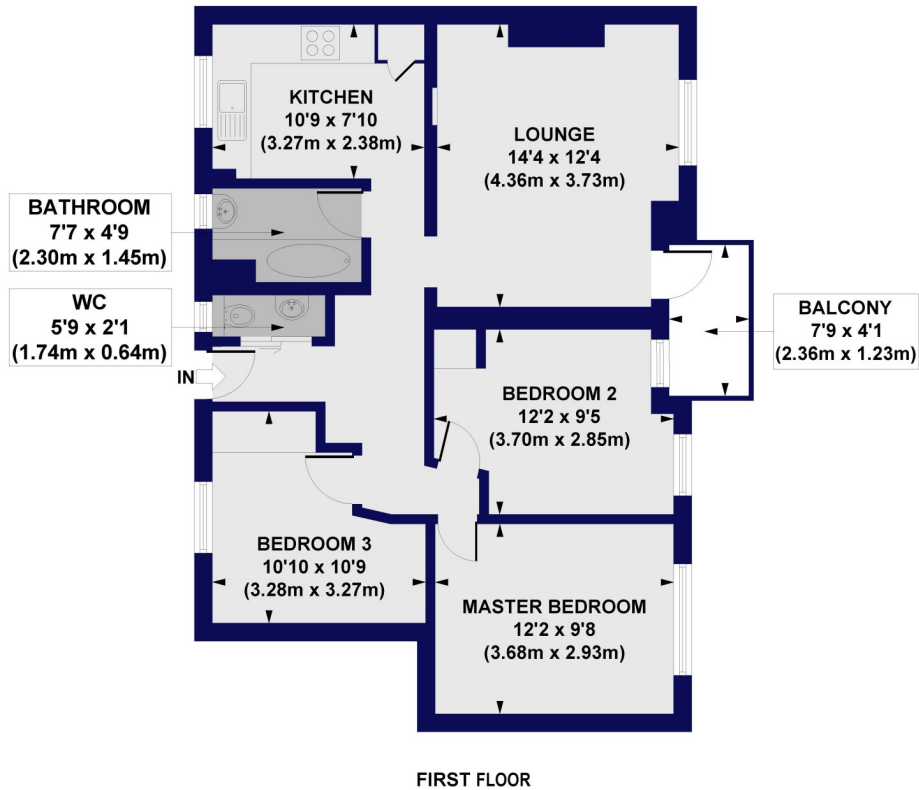 KITCHEN
10'9 x 7'10
(3.27m x 2.38m)
LOUNGE
14'4 x 12'4
(4.36m x 3.73m)
BATHROOM
7'7 x 4'9
(2.30m x 1.45m)
WC
5'9 x 2'1
(1.74m x 0.64m)
BALCONY
7'9 x 4'1
(2.36m x 1.23m)
IN
BEDROOM 2
12'2 x 9'5
(3.70m x 2.85m)
BEDROOM 3
10'10 x 10'9
(3.28m x 3.27m)
MASTER BEDROOM
12'2 x 9'8
(3.68m x 2.93m)
FIRST FLOOR